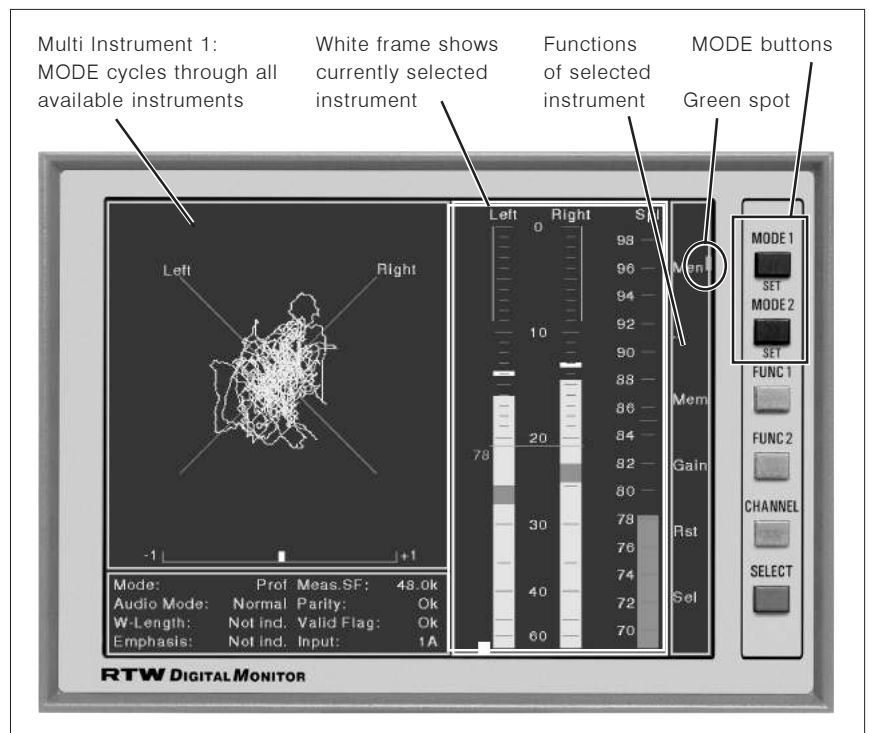 Multi Instrument 1:
MODE cycles through all
available instruments
White frame shows
currently selected
instrument
Functions
of selected
instrument
MODE buttons
Green spot
Left
Right
-1
+1
Mode: Prof Meas.SF: 48.0k
Audio Mode: Normal Parity: Ok
W-Length: Not ind. Valid Flag: Ok
Emphasis: Not ind. Input: 1A
Left Right Spl
0
10
20
30
40
60
78
98
96
94
92
90
88
86
84
82
80
78
76
74
72
70
Men
Mem
Gain
Rst
Sel
MODE 1
SET
MODE 2
SET
FUNC 1
FUNC 2
CHANNEL
SELECT
RTW DIGITAL MONITOR